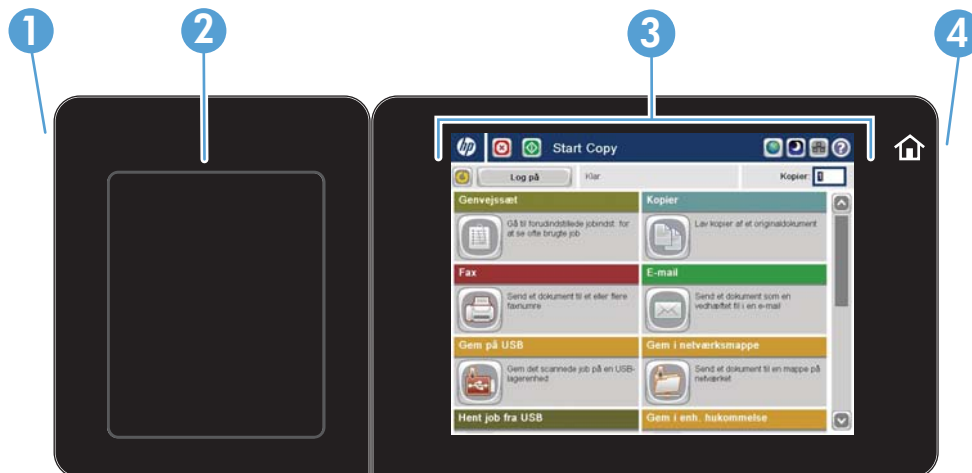 1
2
3
4
hp
Start Copy
?
Log på
Klar
Kopier: 1
Genvejssæt
Gå til forudindstillede jobindst. for
at se ofte brugte job
Kopier
Lav kopier af et originaldokument
Fax
Send et dokument til et eller flere
faxnumre
E-mail
Send et dokument som en
vedhæftet fil i en e-mail
Gem på USB
Gem det scannede job på en USB-
lagerenhed
Gem i netværksmappe
Send et dokument til en mappe på
netværket
Hent job fra USB
Gem i enh. hukommelse